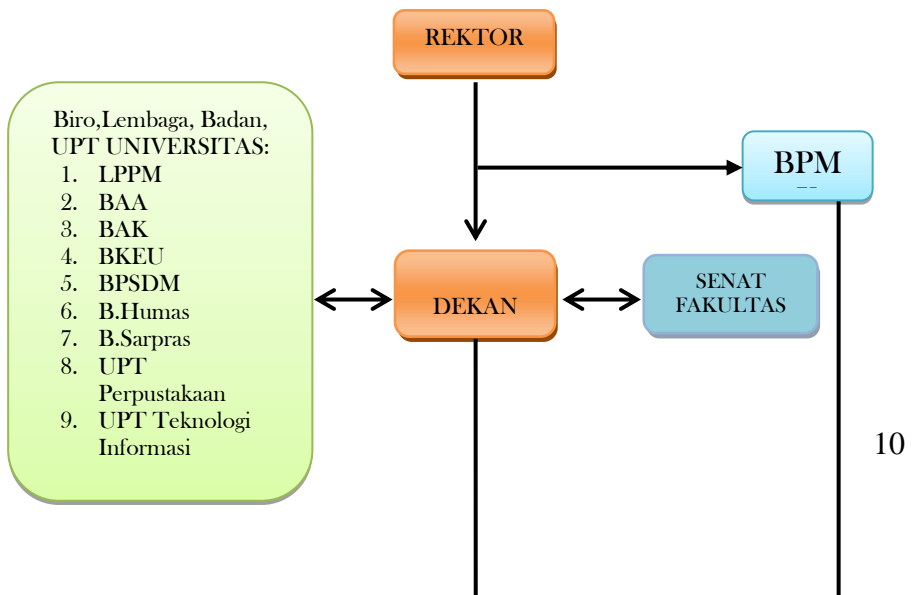 REKTOR
Biro,Lembaga, Badan,
UPT UNIVERSITAS:
1. LPPM
2. BAA
3. BAK
4. BKEU
5. BPSDM
6. B.Humas
7. B.Sarpras
8. UPT
Perpustakaan
9. UPT Teknologi
Informasi
BPM
DEKAN
SENAT
FAKULTAS
10